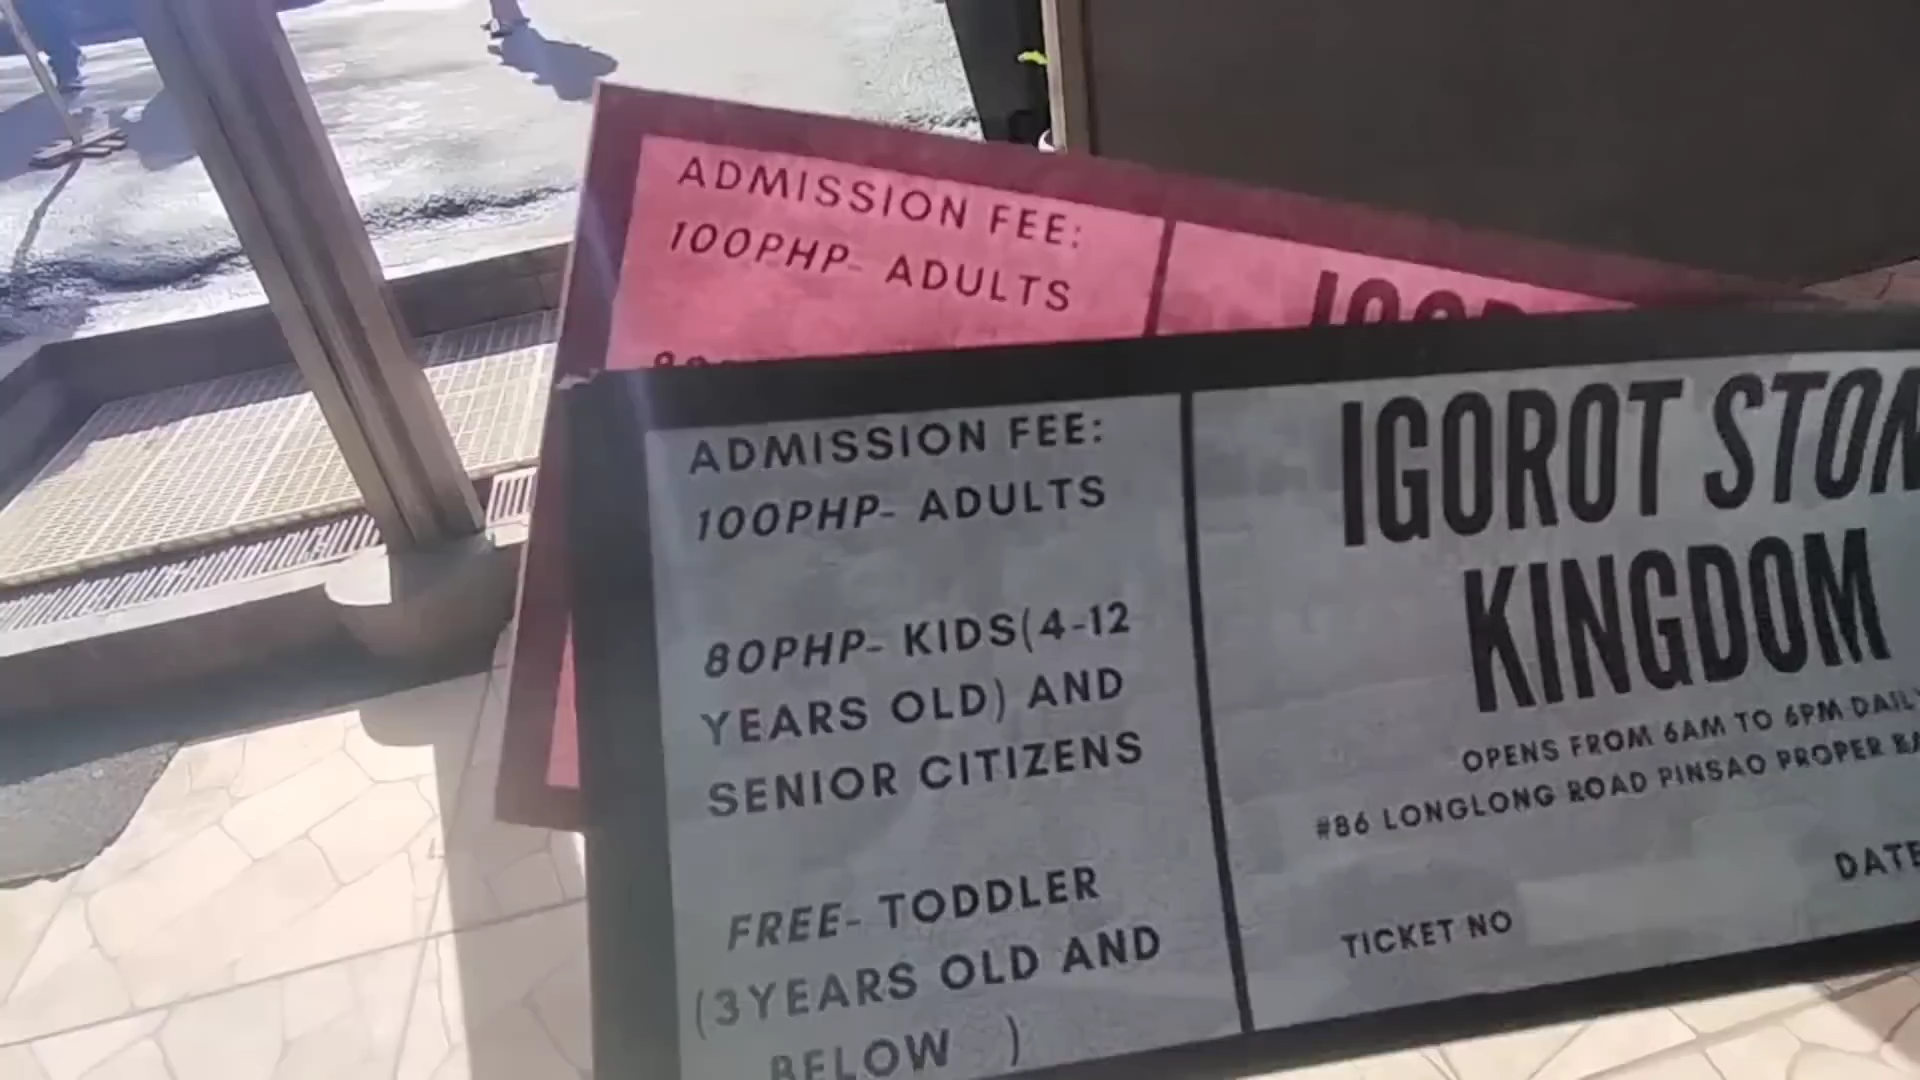 ADMISSION FEE:
100PHP- ADULTS
ADMISSION FEE:
100PHP- ADULTS
80PHP- KIDS(4-12
YEARS OLD) AND
SENIOR CITIZENS
FREE- TODDLER
(3YEARS OLD AND
BELOW )
IGOROT STON
KINGDOM
OPENS FROM 6AM TO 6PM DAILY
#86 LONGLONG ROAD PINSAO PROPER
DATE
TICKET NO